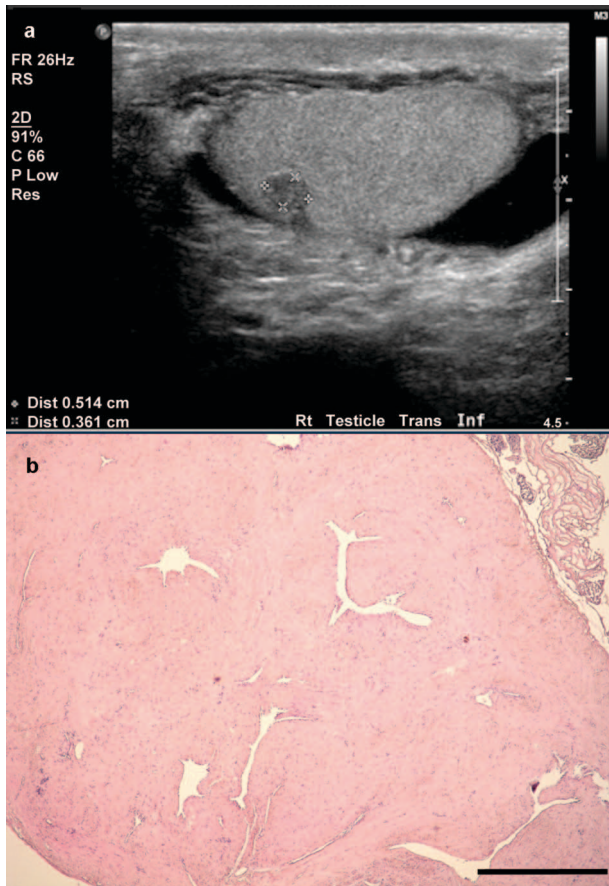 M3
a
P
FR 26Hz
RS
2D
91%
C 66
P Low
Res
X
Dist 0.514 cm
Dist 0.361 cm
Rt Testicle Trans Inf
4.5
b